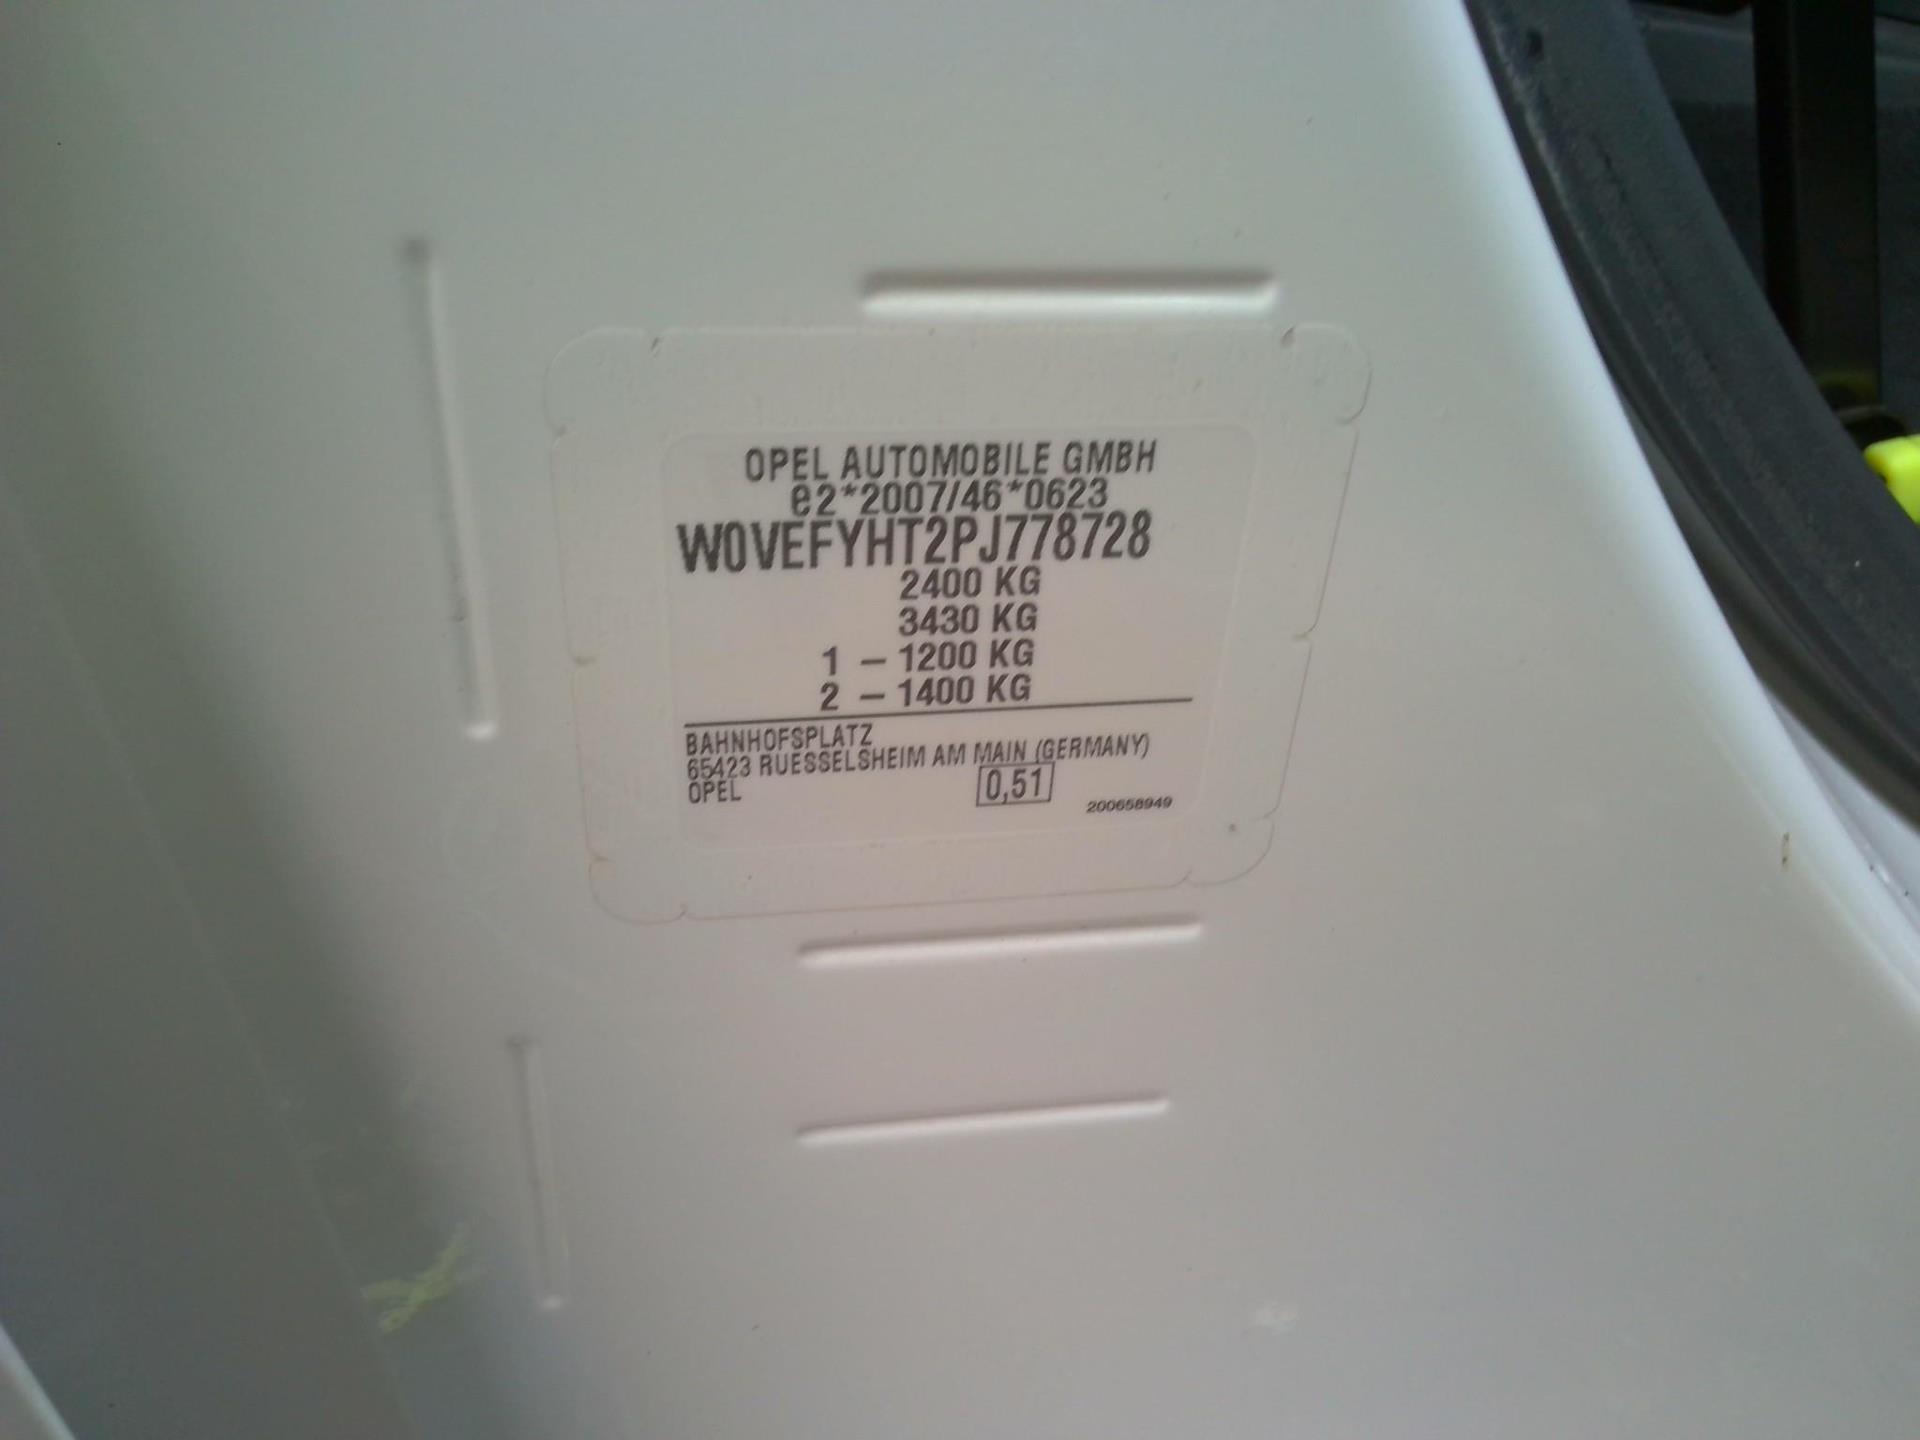 OPEL AUTOMOBILE GMBH
e2*2007/46*0623
W0VEFYHT2PJ778728
2400 KG
3430 KG
1 – 1200 KG
2 – 1400 KG
BAHNHOFSPLATZ
65423 RUESSELSHEIM AM MAIN (GERMANY)
OPEL 0,51 200658949